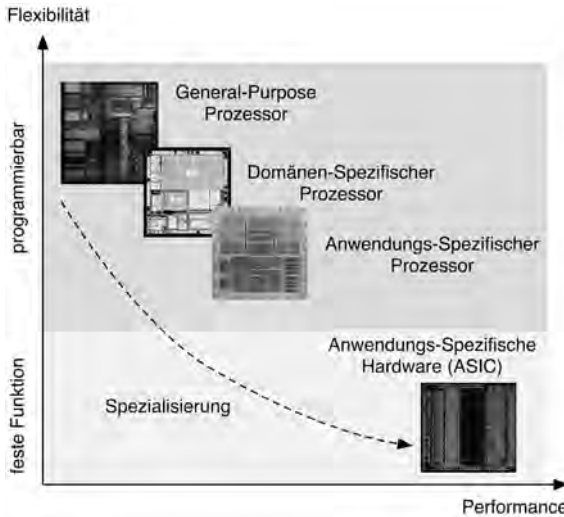 Flexibilität
General-Purpose
Prozessor
Domänen-Spezifischer
Prozessor
Anwendungs-Spezifischer
Prozessor
programmierbar
Anwendungs-Spezifische
Hardware (ASIC)
Spezialisierung
feste Funktion
Performance